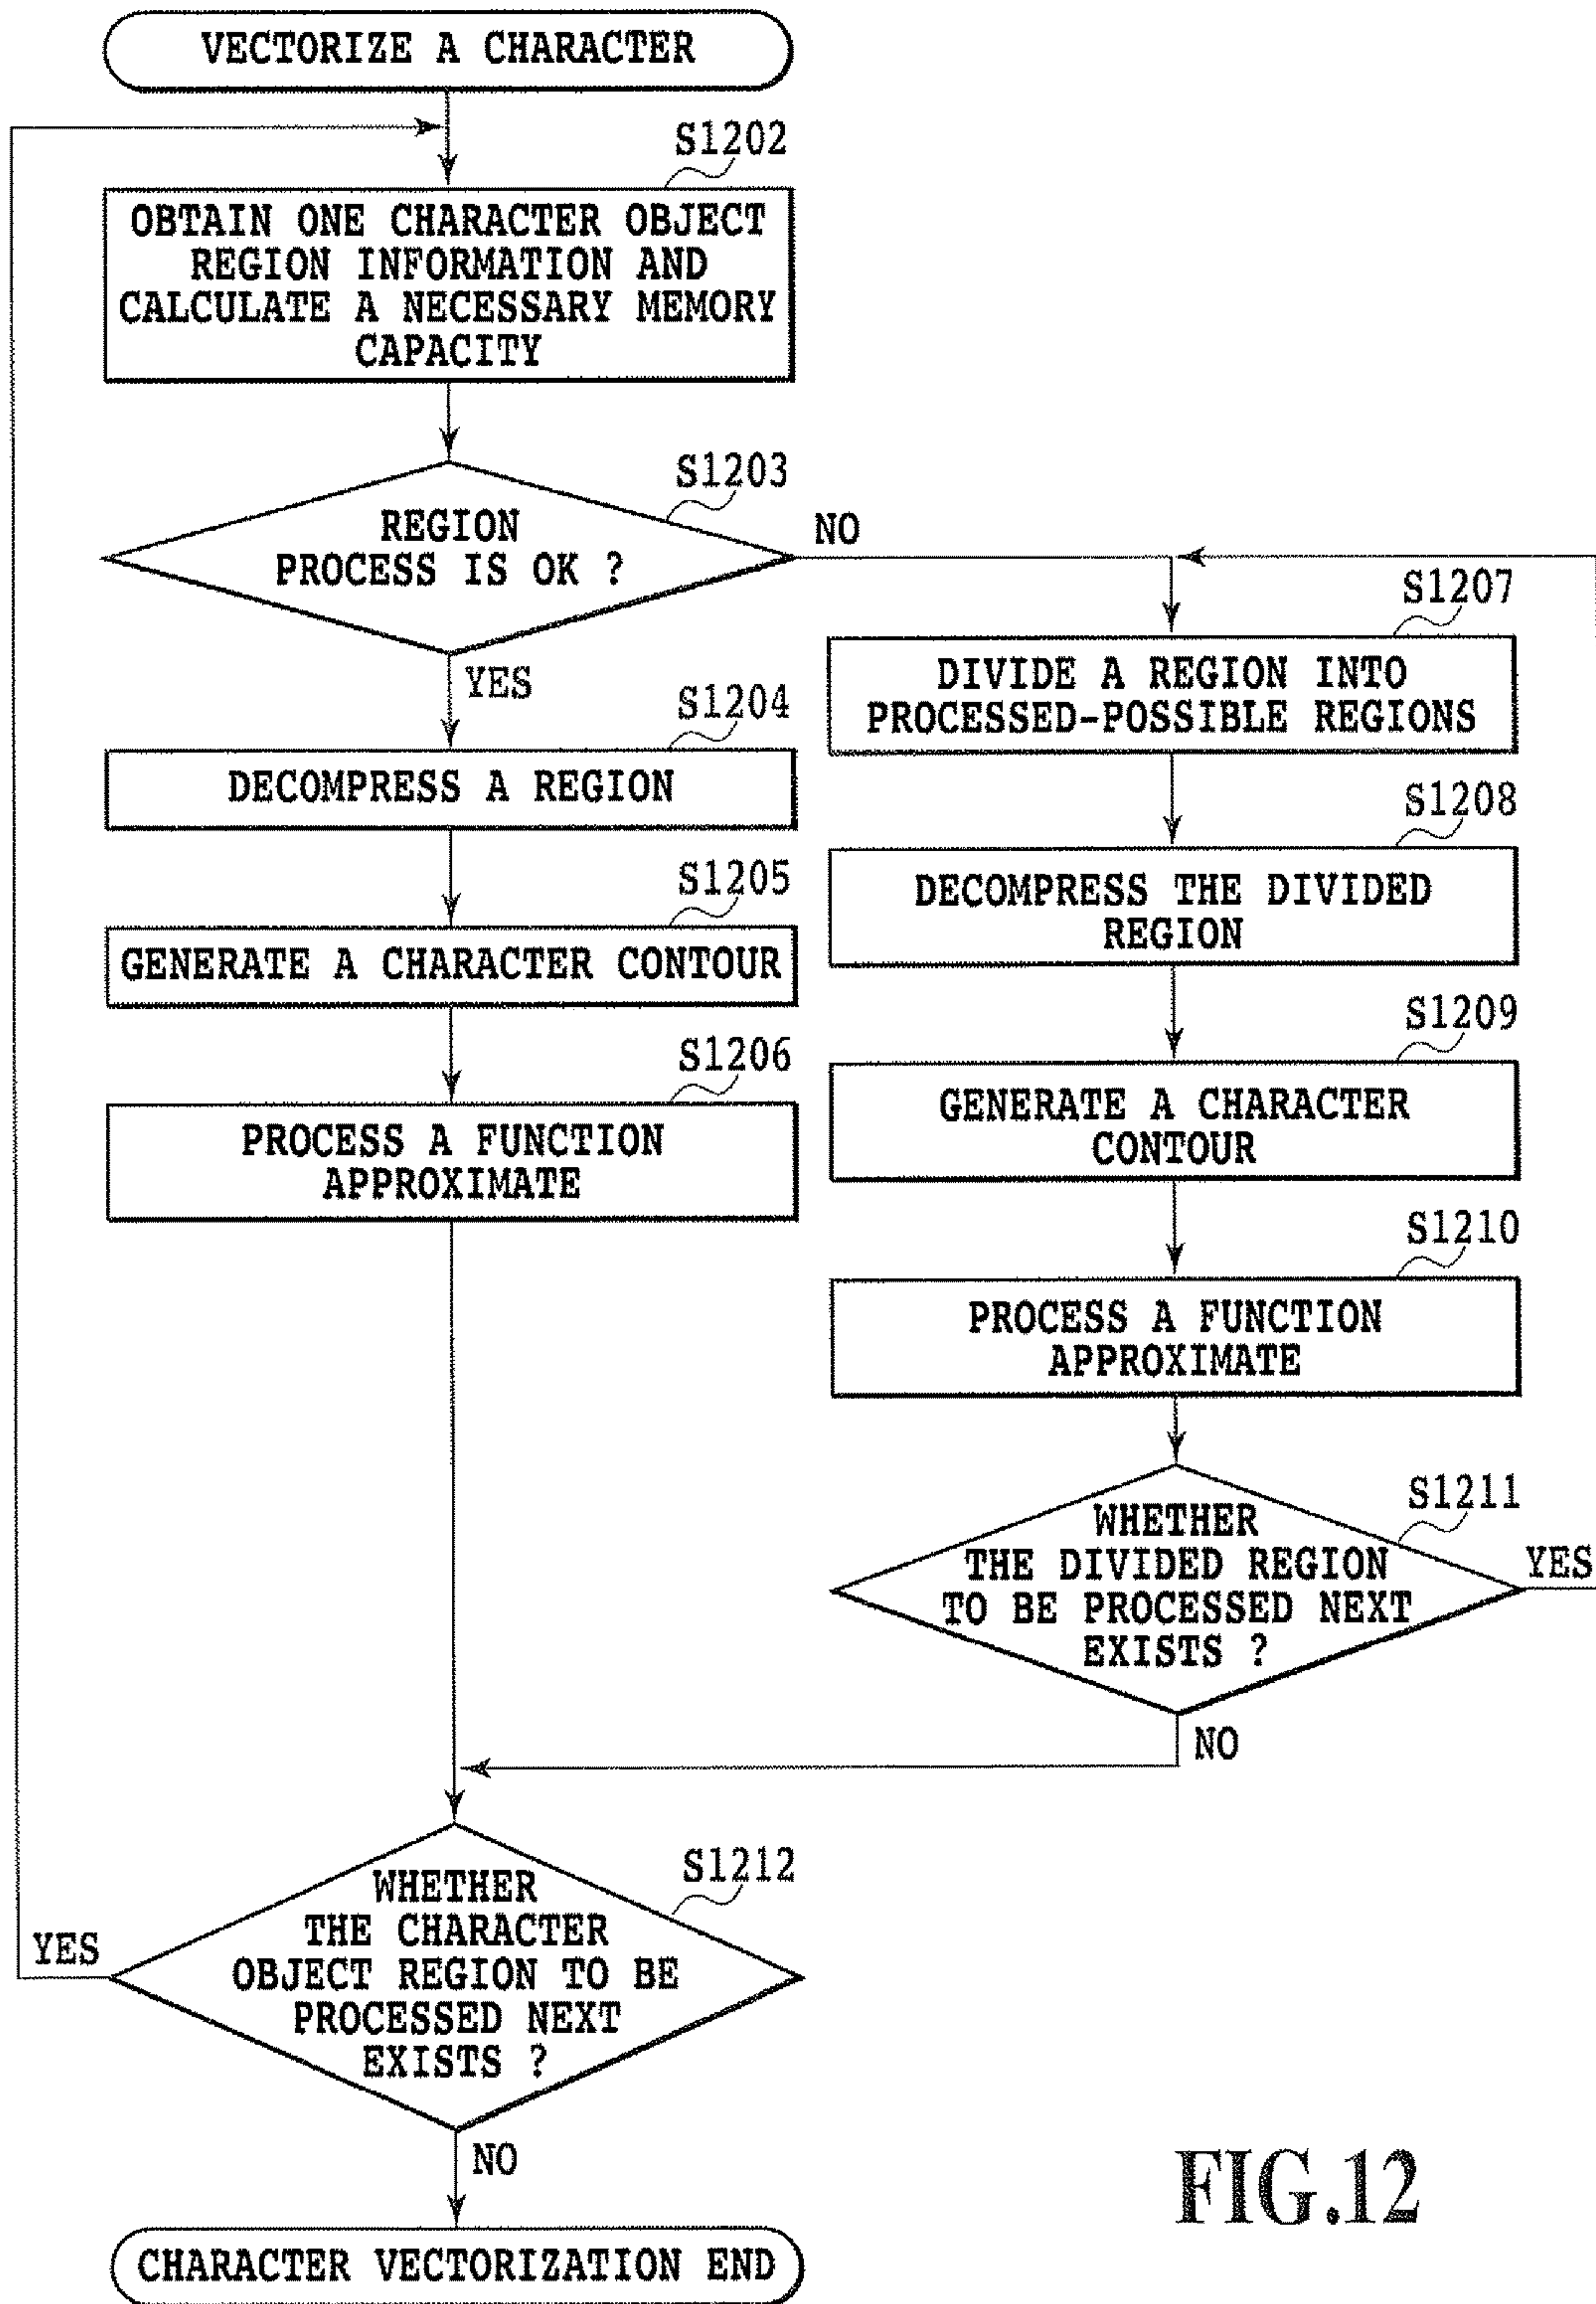 VECTORIZE A CHARACTER
S1202
OBTAIN ONE CHARACTER OBJECT
REGION INFORMATION AND
CALCULATE A NECESSARY MEMORY
CAPACITY
S1203
REGION
PROCESS IS OK ?
NO
YES
S1204
DECOMPRESS A REGION
S1205
GENERATE A CHARACTER CONTOUR
S1206
PROCESS A FUNCTION
APPROXIMATE
S1207
DIVIDE A REGION INTO
PROCESSED-POSSIBLE REGIONS
S1208
DECOMPRESS THE DIVIDED
REGION
S1209
GENERATE A CHARACTER
CONTOUR
S1210
PROCESS A FUNCTION
APPROXIMATE
S1211
WHETHER
THE DIVIDED REGION
TO BE PROCESSED NEXT
EXISTS ?
YES
NO
S1212
WHETHER
THE CHARACTER
OBJECT REGION TO BE
PROCESSED NEXT
EXISTS ?
YES
NO
CHARACTER VECTORIZATION END
FIG.12